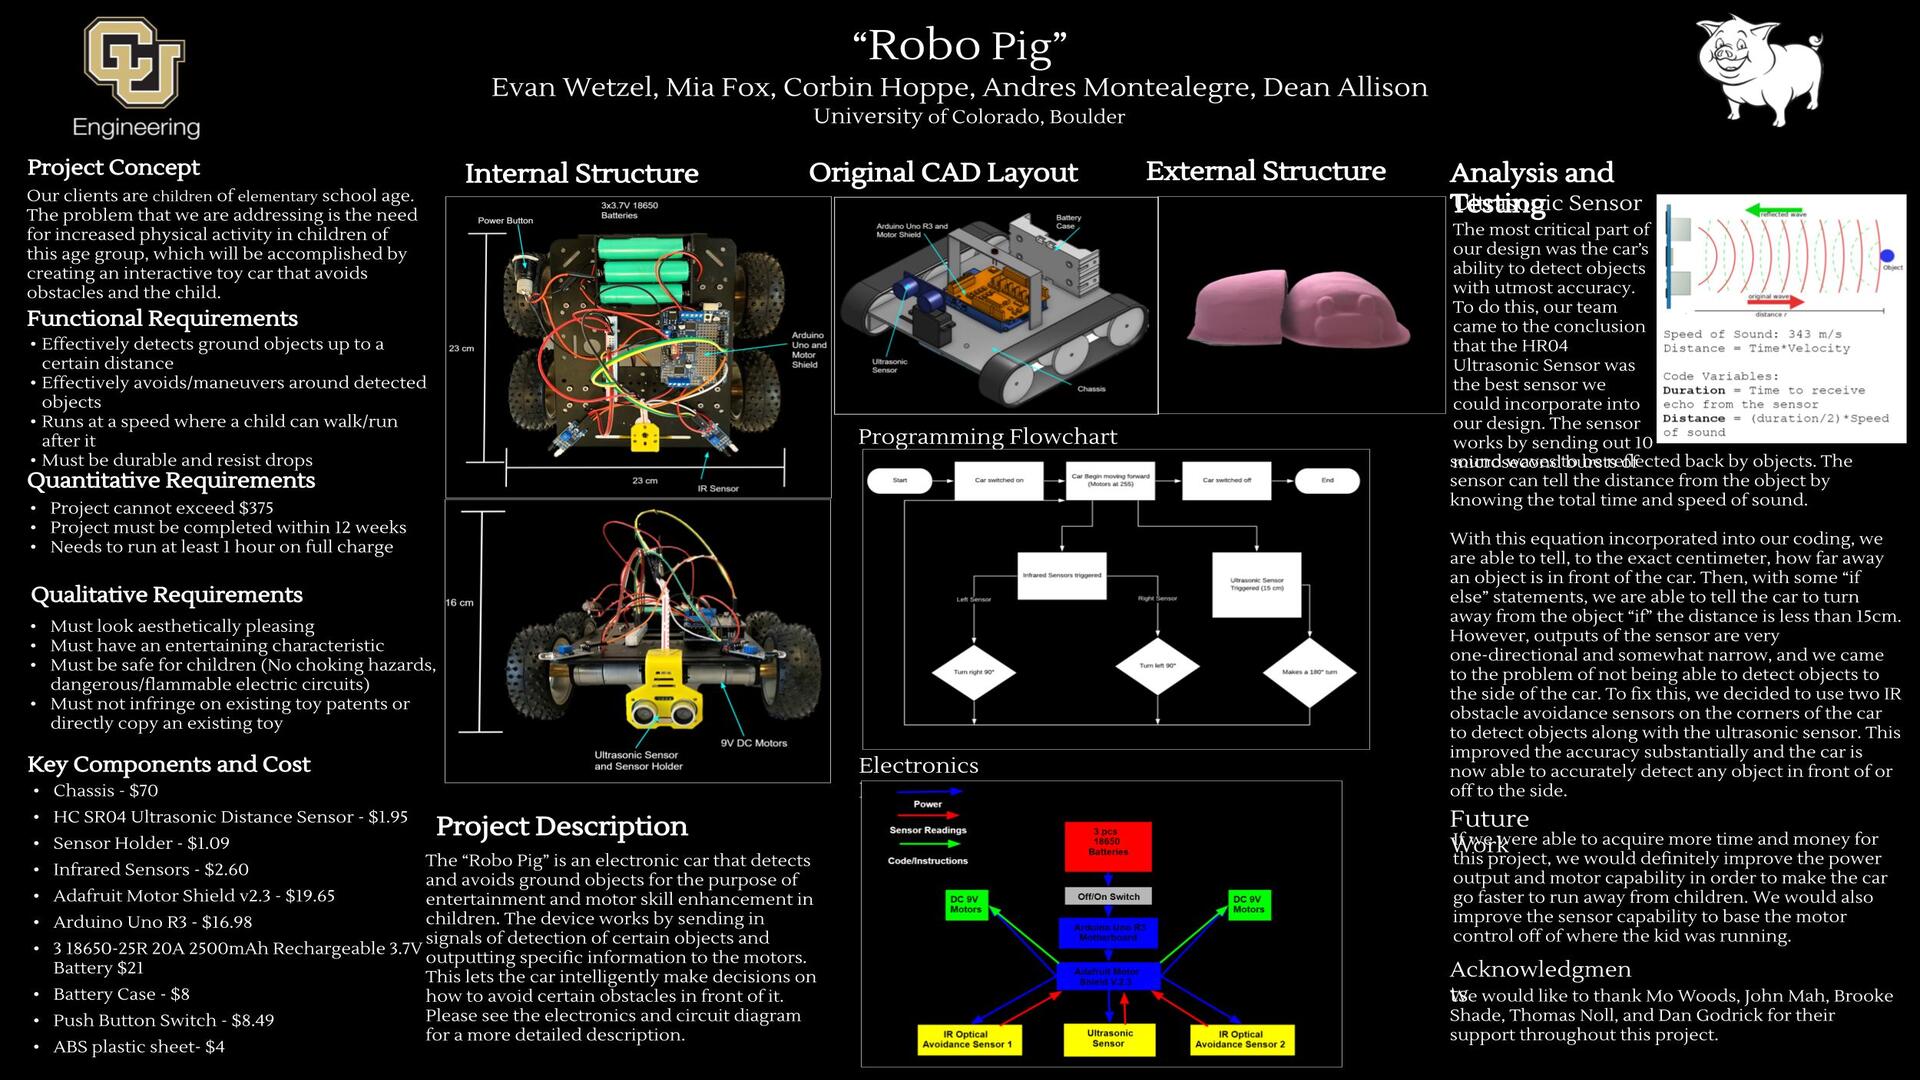 CU
Engineering
“Robo Pig”
Evan Wetzel, Mia Fox, Corbin Hoppe, Andres Montealegre, Dean Allison
University of Colorado, Boulder
Project Concept
Our clients are children of elementary school age.
The problem that we are addressing is the need
for increased physical activity in children of
this age group, which will be accomplished by
creating an interactive toy car that avoids
obstacles and the child.
Functional Requirements
• Effectively detects ground objects up to a
certain distance
• Effectively avoids/maneuvers around detected
objects
• Runs at a speed where a child can walk/run
after it
• Must be durable and resist drops
Quantitative Requirements
• Project cannot exceed $375
• Project must be completed within 12 weeks
• Needs to run at least 1 hour on full charge
Qualitative Requirements
• Must look aesthetically pleasing
• Must have an entertaining characteristic
• Must be safe for children (No choking hazards,
dangerous/flammable electric circuits)
• Must not infringe on existing toy patents or
directly copy an existing toy
Key Components and Cost
• Chassis - $70
• HC SR04 Ultrasonic Distance Sensor - $1.95
• Sensor Holder - $1.09
• Infrared Sensors - $2.60
• Adafruit Motor Shield v2.3 - $19.65
• Arduino Uno R3 - $16.98
• 3 18650-25R 20A 2500mAh Rechargeable 3.7V
Battery $21
• Battery Case - $8
• Push Button Switch - $8.49
• ABS plastic sheet- $4
Internal Structure
3x3.7V 18650
Batteries
Power Button
23 cm
Arduino
Uno and
Motor
Shield
23 cm
IR Sensor
16 cm
9V DC Motors
Ultrasonic Sensor
and Sensor Holder
Project Description
The “Robo Pig” is an electronic car that detects
and avoids ground objects for the purpose of
entertainment and motor skill enhancement in
children. The device works by sending in
signals of detection of certain objects and
outputting specific information to the motors.
This lets the car intelligently make decisions on
how to avoid certain obstacles in front of it.
Please see the electronics and circuit diagram
for a more detailed description.
Original CAD Layout
Arduino Uno R3 and
Motor Shield
Battery
Case
Ultrasonic
Sensor
Chassis
External Structure
Programming Flowchart
Start
Car switched on
Car Begin moving forward
(Motors at 255)
Car switched off
End
Infrared Sensors triggered
Ultrasonic Sensor
Triggered (15 cm)
Left Sensor
Right Sensor
Turn right 90°
Turn left 90°
Makes a 180° turn
Electronics
Power
Sensor Readings
Code/Instructions
3 pcs
18650
Batteries
Off/On Switch
DC 9V
Motors
DC 9V
Motors
Arduino Uno R3
Motherboard
Adafruit Motor
Shield V.2.3
IR Optical
Avoidance Sensor 1
Ultrasonic
Sensor
IR Optical
Avoidance Sensor 2
Analysis and
Testing
Ultrasonic Sensor
The most critical part of
our design was the car’s
ability to detect objects
with utmost accuracy.
To do this, our team
came to the conclusion
that the HR04
Ultrasonic Sensor was
the best sensor we
could incorporate into
our design. The sensor
works by sending out 10
microsecond bursts of
sound waves to be reflected back by objects. The
sensor can tell the distance from the object by
knowing the total time and speed of sound.
reflected wave
Object
original wave
distance r
Speed of Sound: 343 m/s
Distance = Time*Velocity
Code Variables:
Duration = Time to receive
echo from the sensor
Distance = (duration/2)*Speed
of sound
With this equation incorporated into our coding, we
are able to tell, to the exact centimeter, how far away
an object is in front of the car. Then, with some “if
else” statements, we are able to tell the car to turn
away from the object “if” the distance is less than 15cm.
However, outputs of the sensor are very
one-directional and somewhat narrow, and we came
to the problem of not being able to detect objects to
the side of the car. To fix this, we decided to use two IR
obstacle avoidance sensors on the corners of the car
to detect objects along with the ultrasonic sensor. This
improved the accuracy substantially and the car is
now able to accurately detect any object in front of or
off to the side.
Future
Work
If we were able to acquire more time and money for
this project, we would definitely improve the power
output and motor capability in order to make the car
go faster to run away from children. We would also
improve the sensor capability to base the motor
control off of where the kid was running.
Acknowledgmen
ts
We would like to thank Mo Woods, John Mah, Brooke
Shade, Thomas Noll, and Dan Godrick for their
support throughout this project.